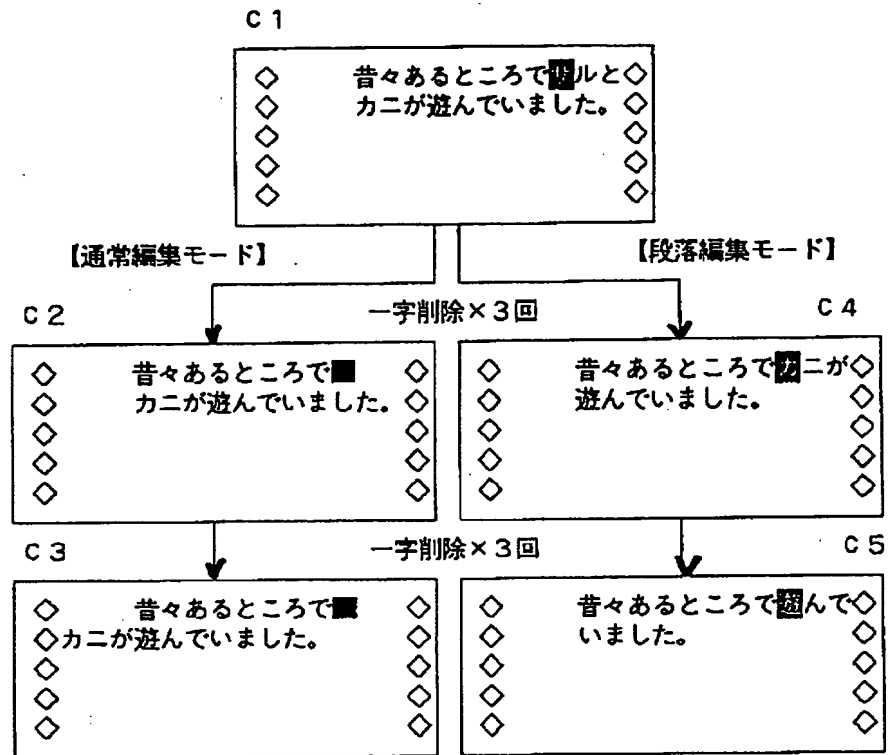 C 1
◇ 昔々あるところでサルと◇
◇ カニが遊んでいました。◇
◇ ◇
◇ ◇
◇ ◇
【通常編集モード】 【段落編集モード】
一字削除×3回
C 2
◇ 昔々あるところで■ ◇
◇ カニが遊んでいました。◇
◇ ◇
◇ ◇
◇ ◇
C 4
◇ 昔々あるところでカニが◇
◇ 遊んでいました。 ◇
◇ ◇
◇ ◇
◇ ◇
一字削除×3回
C 3
◇ 昔々あるところで■ ◇
◇カニが遊んでいました。 ◇
◇ ◇
◇ ◇
◇ ◇
C 5
◇ 昔々あるところで遊んで◇
◇ いました。 ◇
◇ ◇
◇ ◇
◇ ◇